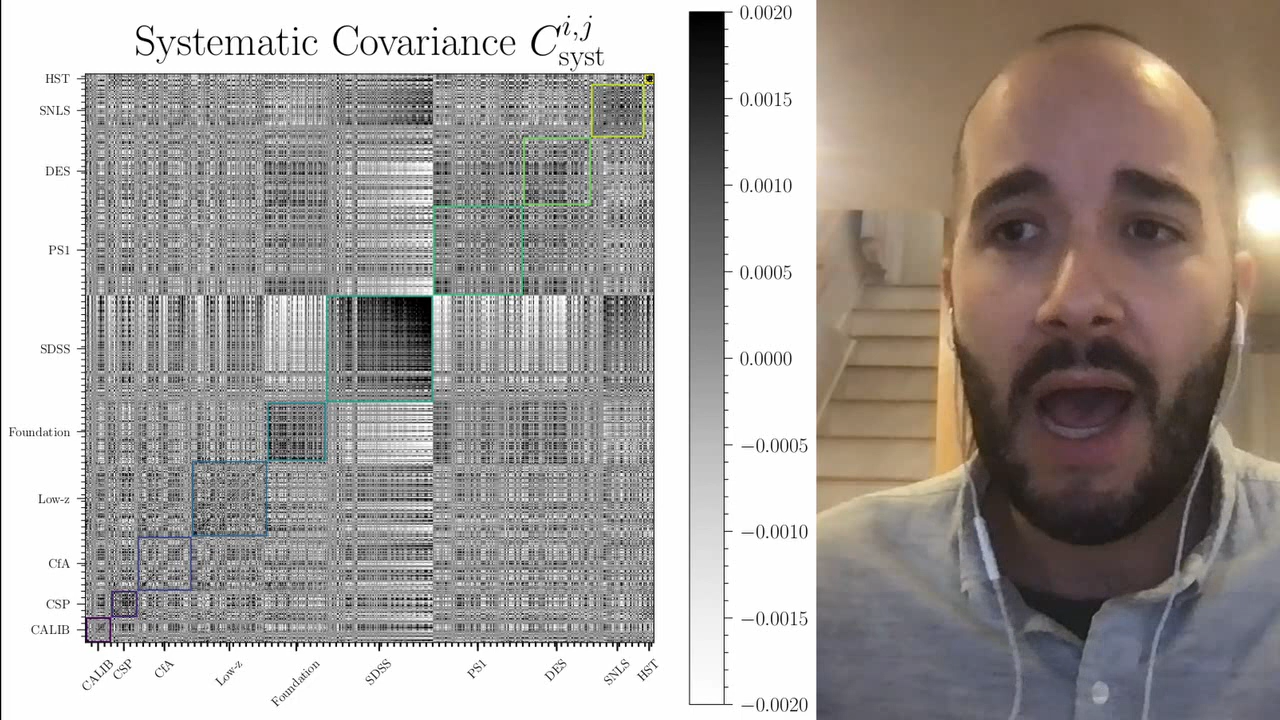 Systematic Covariance C^{i,j}_{syst}
HST
SNLS
DES
PS1
SDSS
Foundation
Low-z
CfA
CSP
CALIB
CALIB
CSP
CfA
Low-z
Foundation
SDSS
PS1
DES
SNLS
HST
0.0020
0.0015
0.0010
0.0005
0.0000
−0.0005
−0.0010
−0.0015
−0.0020